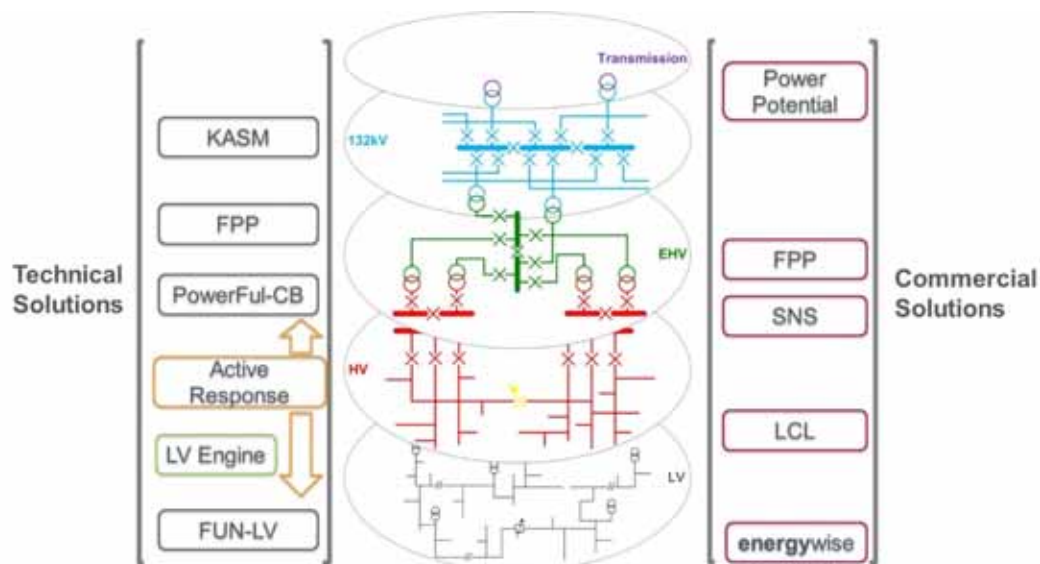 Technical
Solutions
KASM
FPP
PowerFul-CB
Active
Response
LV Engine
FUN-LV
Transmission
132kV
EHV
HV
LV
Power
Potential
FPP
SNS
LCL
energywise
Commercial
Solutions